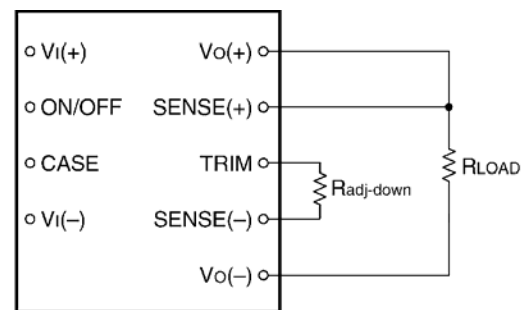 VI(+) VO(+)
ON/OFF SENSE(+)
CASE TRIM
RLOAD
Radj-down
VI(–) SENSE(–)
VO(–)